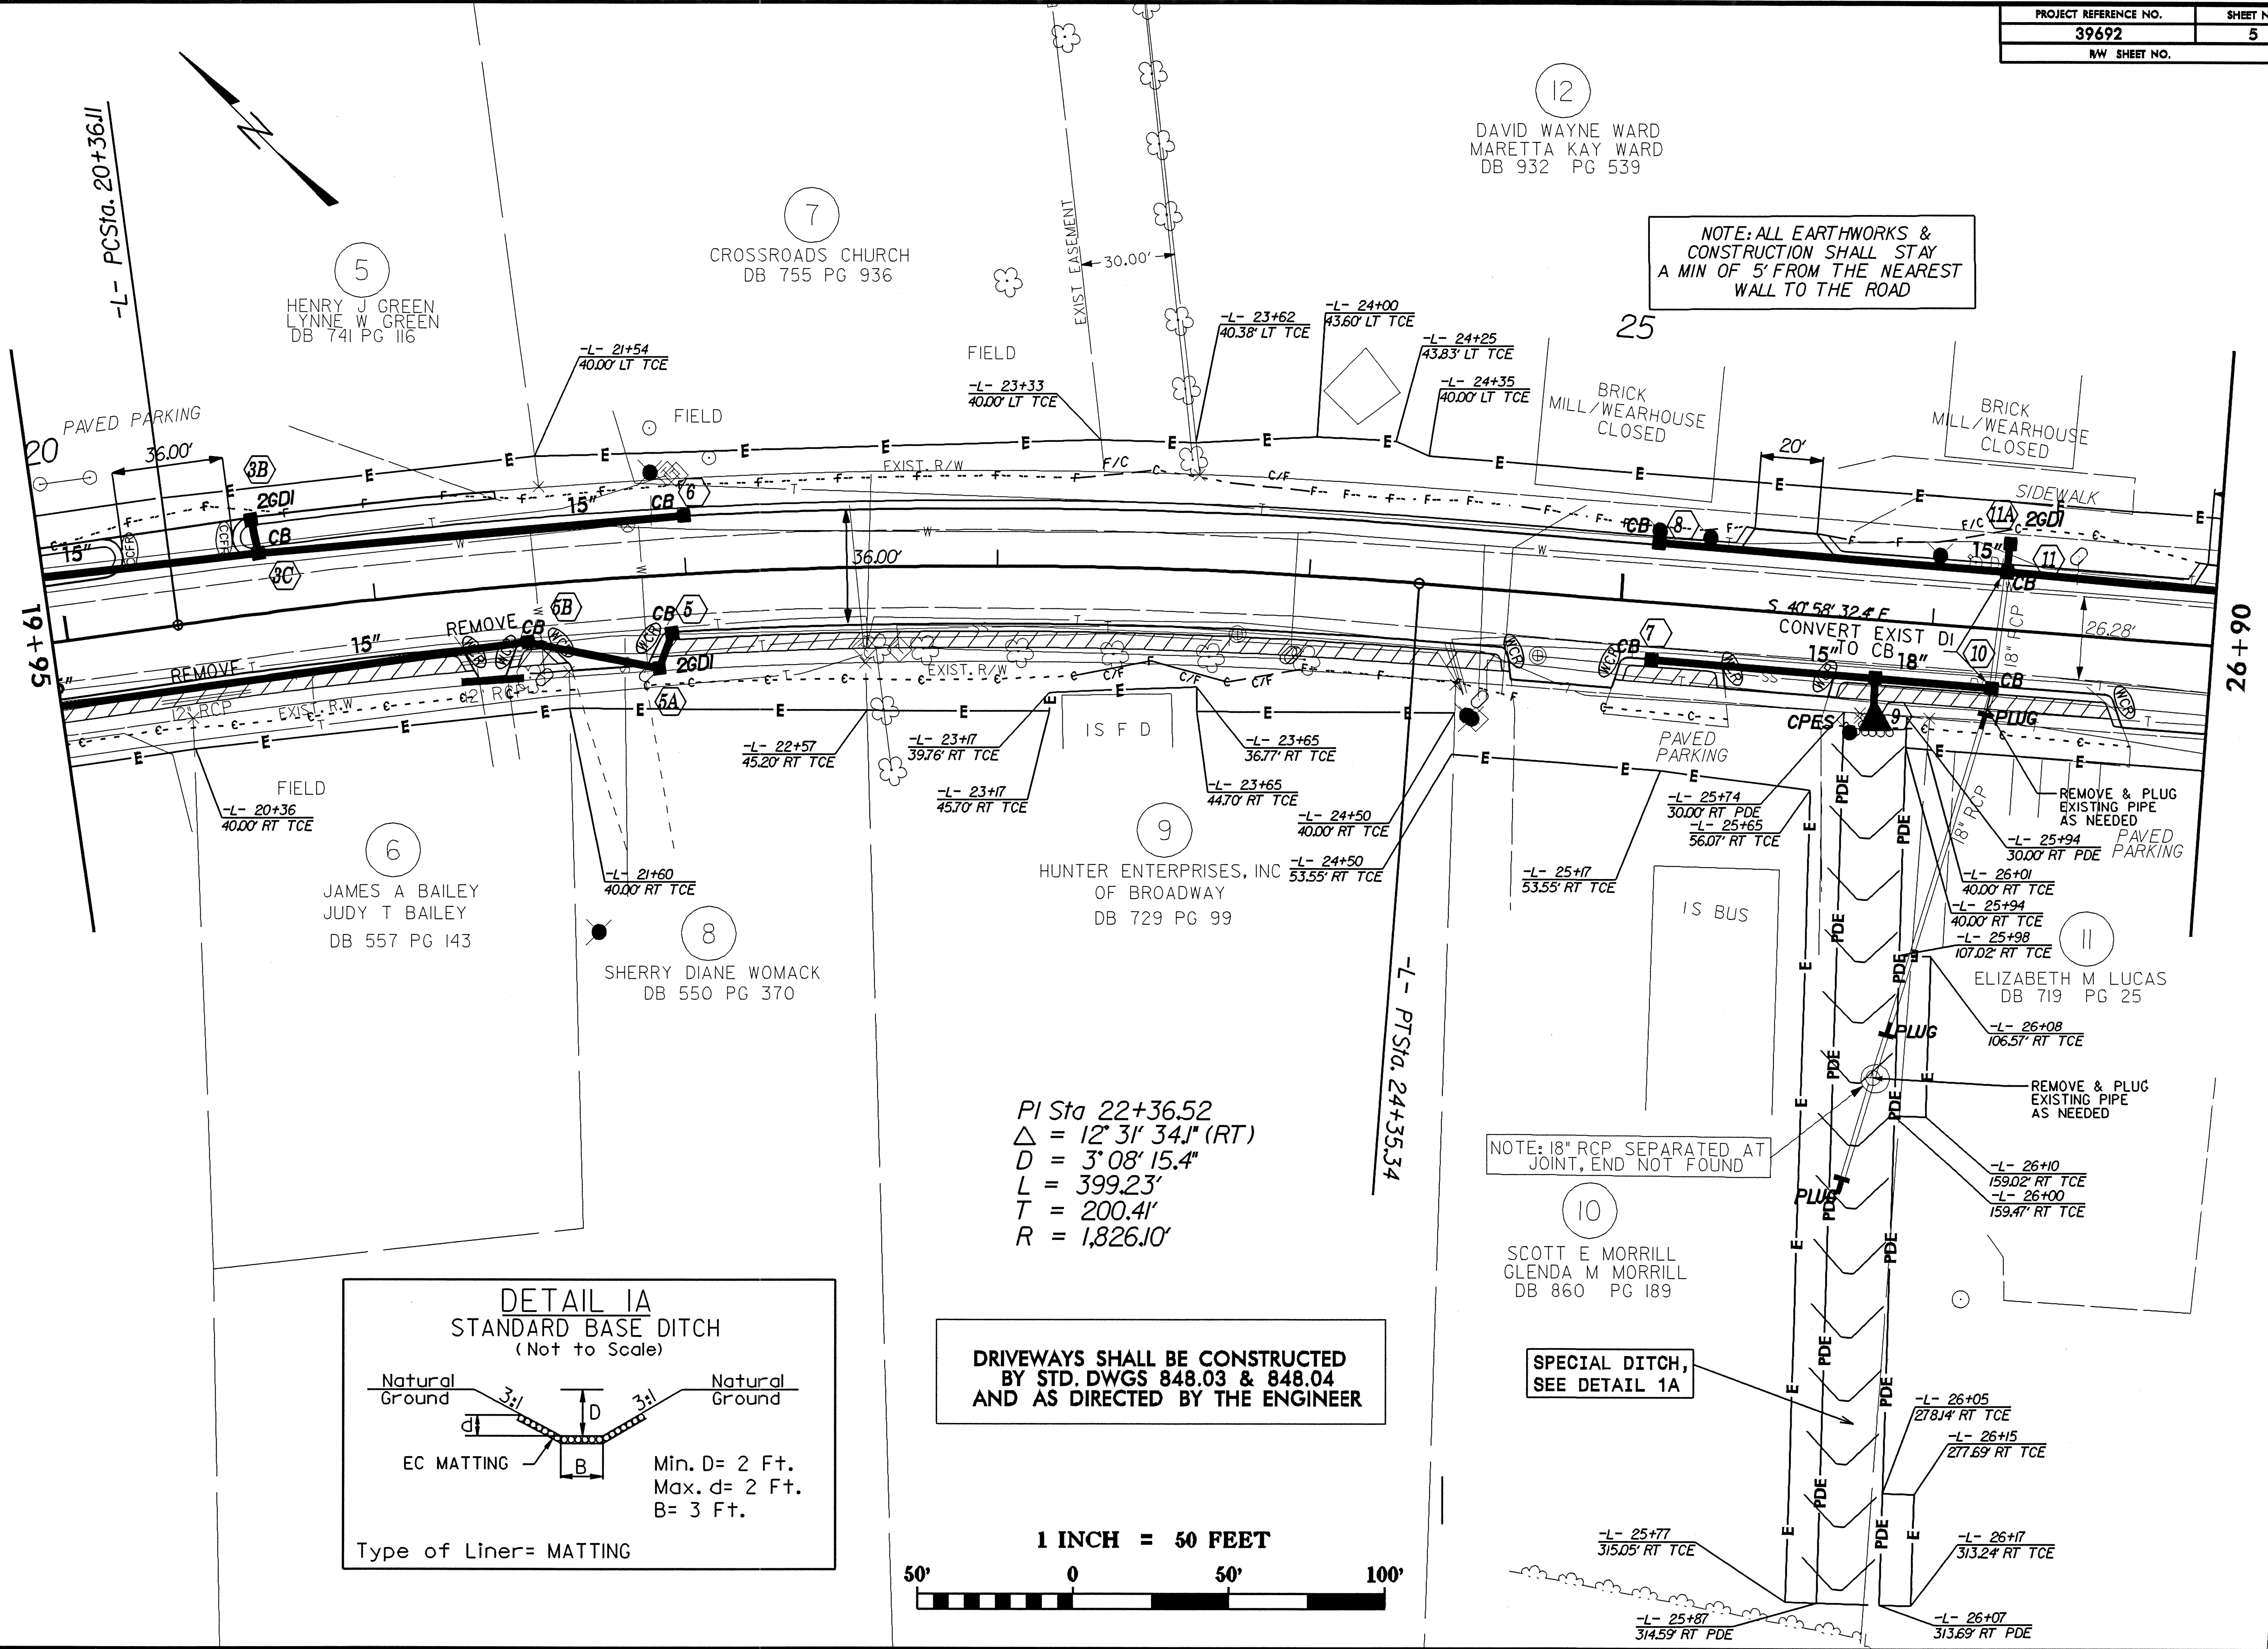 PROJECT REFERENCE NO.
SHEET N
39692
5
R/W SHEET NO.
-L- PCSta. 20+36.11
5
HENRY J GREEN
LYNNE W GREEN
DB 741 PG 116
7
CROSSROADS CHURCH
DB 755 PG 936
EXIST EASEMENT
30.00'
12
DAVID WAYNE WARD
MARETTA KAY WARD
DB 932 PG 539
NOTE: ALL EARTHWORKS &
CONSTRUCTION SHALL STAY
A MIN OF 5' FROM THE NEAREST
WALL TO THE ROAD
25
-L- 21+54
40.00' LT TCE
FIELD
FIELD
-L- 23+33
40.00' LT TCE
-L- 23+62
40.38' LT TCE
-L- 24+00
43.60' LT TCE
-L- 24+25
43.83' LT TCE
-L- 24+35
40.00' LT TCE
BRICK
MILL/WEARHOUSE
CLOSED
BRICK
MILL/WEARHOUSE
CLOSED
20'
SIDEWALK
PAVED PARKING
20
36.00'
3B
2GDI
CB
3C
15"
15"
CB
6
EXIST. R/W
F/C
C/F
CB
8
F/C
11A
2GDI
15"
11
CB
36.00'
19+95
26+90
REMOVE
15"
REMOVE
5B
CB
CB
5
2GDI
5A
12" RCP
12" RCP
EXIST. R/W
EXIST. R/W
WCR
WCR
WCR
WCR
C/F
C/F
C/F
WCR
WCR
WCR
WCR
WCR
S 40° 58' 32.4" E
CONVERT EXIST DI
TO CB
7
CB
15"
18"
10
CB
18" RCP
26.28'
PLUG
CPES
9
PAVED
PARKING
FIELD
-L- 20+36
40.00' RT TCE
-L- 21+60
40.00' RT TCE
-L- 22+57
45.20' RT TCE
-L- 23+17
39.76' RT TCE
-L- 23+17
45.70' RT TCE
IS F D
-L- 23+65
36.77' RT TCE
-L- 23+65
44.70' RT TCE
-L- 24+50
40.00' RT TCE
-L- 24+50
53.55' RT TCE
-L- 25+17
53.55' RT TCE
-L- 25+74
30.00' RT PDE
-L- 25+65
56.07' RT TCE
REMOVE & PLUG
EXISTING PIPE
AS NEEDED
-L- 25+94
30.00' RT PDE
PAVED
PARKING
-L- 26+01
40.00' RT TCE
-L- 25+94
40.00' RT TCE
-L- 25+98
107.02' RT TCE
-L- 26+08
106.57' RT TCE
18" RCP
6
JAMES A BAILEY
JUDY T BAILEY
DB 557 PG 143
8
SHERRY DIANE WOMACK
DB 550 PG 370
9
HUNTER ENTERPRISES, INC
OF BROADWAY
DB 729 PG 99
IS BUS
11
ELIZABETH M LUCAS
DB 719 PG 25
-L- PTSta. 24+35.34
PLUG
REMOVE & PLUG
EXISTING PIPE
AS NEEDED
NOTE: 18" RCP SEPARATED AT
JOINT, END NOT FOUND
PLUG
-L- 26+10
159.02' RT TCE
-L- 26+00
159.47' RT TCE
10
SCOTT E MORRILL
GLENDA M MORRILL
DB 860 PG 189
PI Sta 22+36.52
Δ = 12° 31' 34.1" (RT)
D = 3° 08' 15.4"
L = 399.23'
T = 200.41'
R = 1,826.10'
DETAIL 1A
STANDARD BASE DITCH
(Not to Scale)
Natural
Ground
Natural
Ground
3:1
3:1
D
d
B
EC MATTING
Min. D= 2 Ft.
Max. d= 2 Ft.
B= 3 Ft.
Type of Liner= MATTING
DRIVEWAYS SHALL BE CONSTRUCTED
BY STD. DWGS 848.03 & 848.04
AND AS DIRECTED BY THE ENGINEER
SPECIAL DITCH,
SEE DETAIL 1A
PDE
PDE
-L- 26+05
278.14' RT TCE
-L- 26+15
277.69' RT TCE
-L- 25+77
315.05' RT TCE
-L- 26+17
313.24' RT TCE
-L- 25+87
314.59' RT PDE
-L- 26+07
313.69' RT PDE
1 INCH = 50 FEET
50' 0 50' 100'